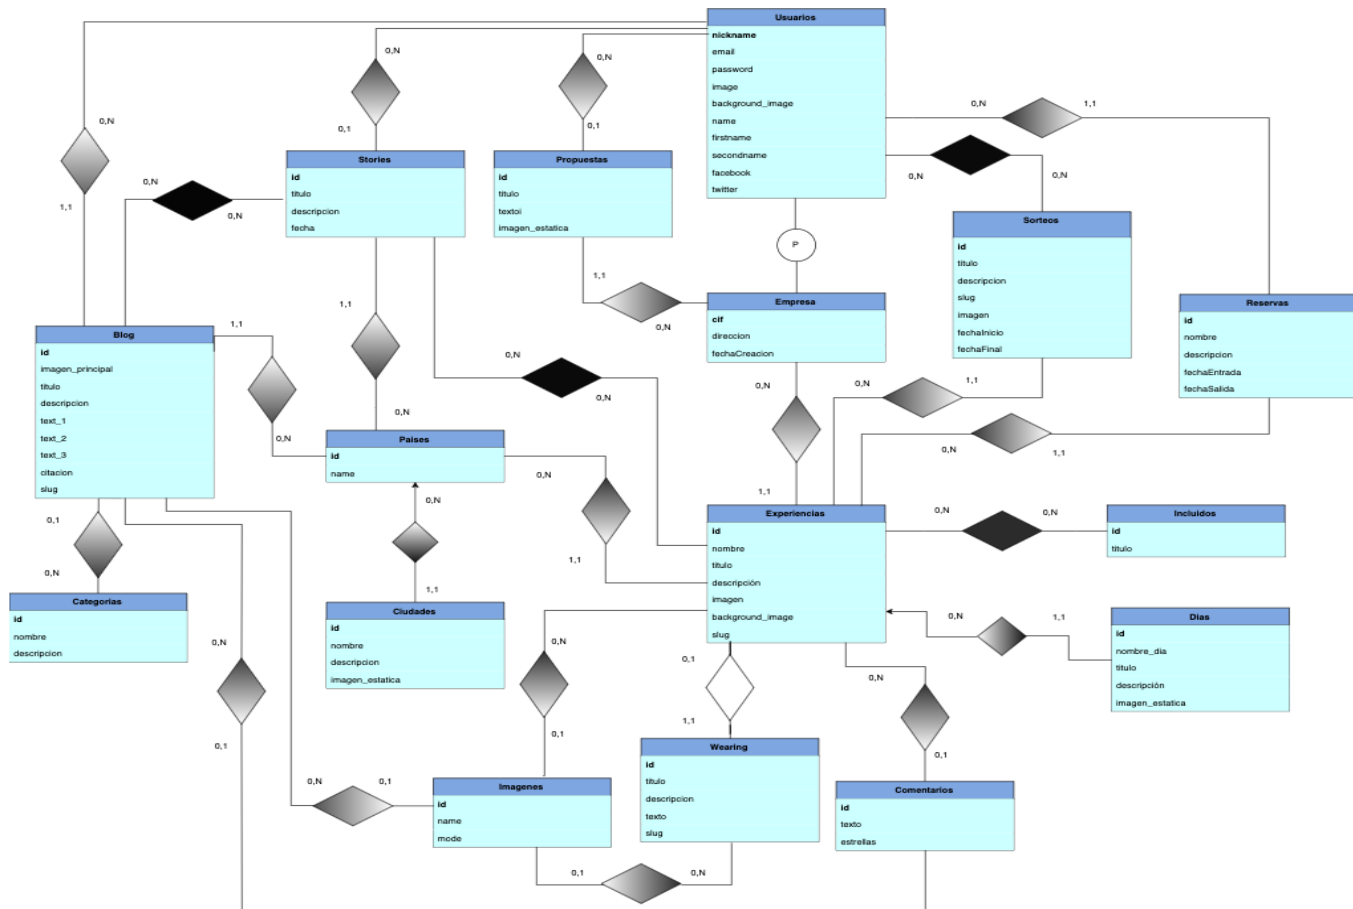 Usuarios
nickname
email
password
image
background_image
name
firstname
secondname
facebook
twitter
0,N
0,N
0,N
0,N
1,1
0,1
0,1
0,N
0,N
1,1
0,N
0,N
Stories
id
titulo
descripcion
fecha
Propuestas
id
titulo
textoi
imagen_estatica
P
Sorteos
id
titulo
descripcion
slug
imagen
fechaInicio
fechaFinal
Reservas
id
nombre
descripcion
fechaEntrada
fechaSalida
Empresa
cif
direccion
fechaCreacion
1,1
0,N
1,1
1,1
0,N
0,N
0,N
0,N
0,N
0,N
1,1
0,N
1,1
0,N
1,1
Blog
id
imagen_principal
titulo
descripcion
text_1
text_2
text_3
citacion
slug
Paises
id
name
0,N
1,1
0,N
1,1
Ciudades
id
nombre
descripcion
imagen_estatica
0,1
0,N
Categorías
id
nombre
descripcion
Experiencias
id
nombre
titulo
descripción
imagen
background_image
slug
0,N
0,N
Incluidos
id
titulo
0,N
1,1
Dias
id
nombre_dia
titulo
descripción
imagen_estatica
0,N
0,1
0,N
0,1
0,1
1,1
0,N
0,1
0,N
0,1
Wearing
id
titulo
descripcion
texto
slug
Imagenes
id
name
mode
Comentarios
id
texto
estrellas
0,1
0,N